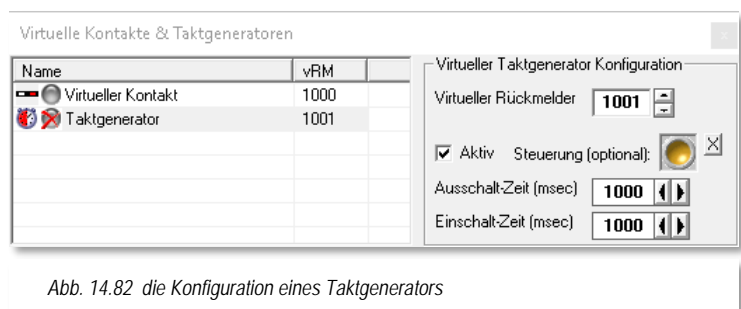 Virtuelle Kontakte & Taktgeneratoren
Name vRM
Virtueller Kontakt 1000
Taktgenerator 1001
Virtueller Taktgenerator Konfiguration
Virtueller Rückmelder 1001
Aktiv Steuerung (optional): X
Ausschalt-Zeit (msec) 1000
Einschalt-Zeit (msec) 1000
Abb. 14.82 die Konfiguration eines Taktgenerators